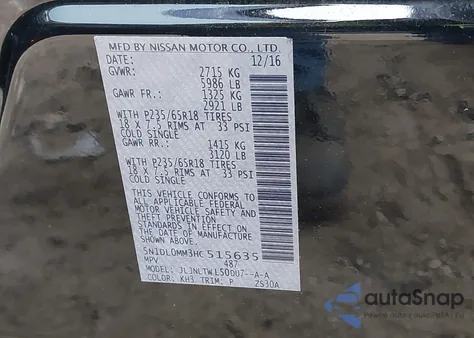 MFD BY NISSAN MOTOR CO., LTD.
DATE: 12/16
GVWR: 2715 KG
5986 LB
GAWR FR.: 1325 KG
2921 LB
WITH P235/65R18 TIRES
18 X 7.5 RIMS AT 33 PSI
COLD SINGLE
GAWR RR.: 1415 KG
3120 LB
WITH P235/65R18 TIRES
18 X 7.5 RIMS AT 33 PSI
COLD SINGLE
THIS VEHICLE CONFORMS TO
ALL APPLICABLE FEDERAL
MOTOR VEHICLE SAFETY
AND THEFT PREVENTION
STANDARDS IN EFFECT ON
THE DATE OF MANUFACTURE
SHOWN ABOVE.
5N1DL0MM3HC515635
MPV 487
MODEL: JLJNLTWL50DU7--A-A
COLOR: KH3 TRIM: P 2S30A
autoSnap